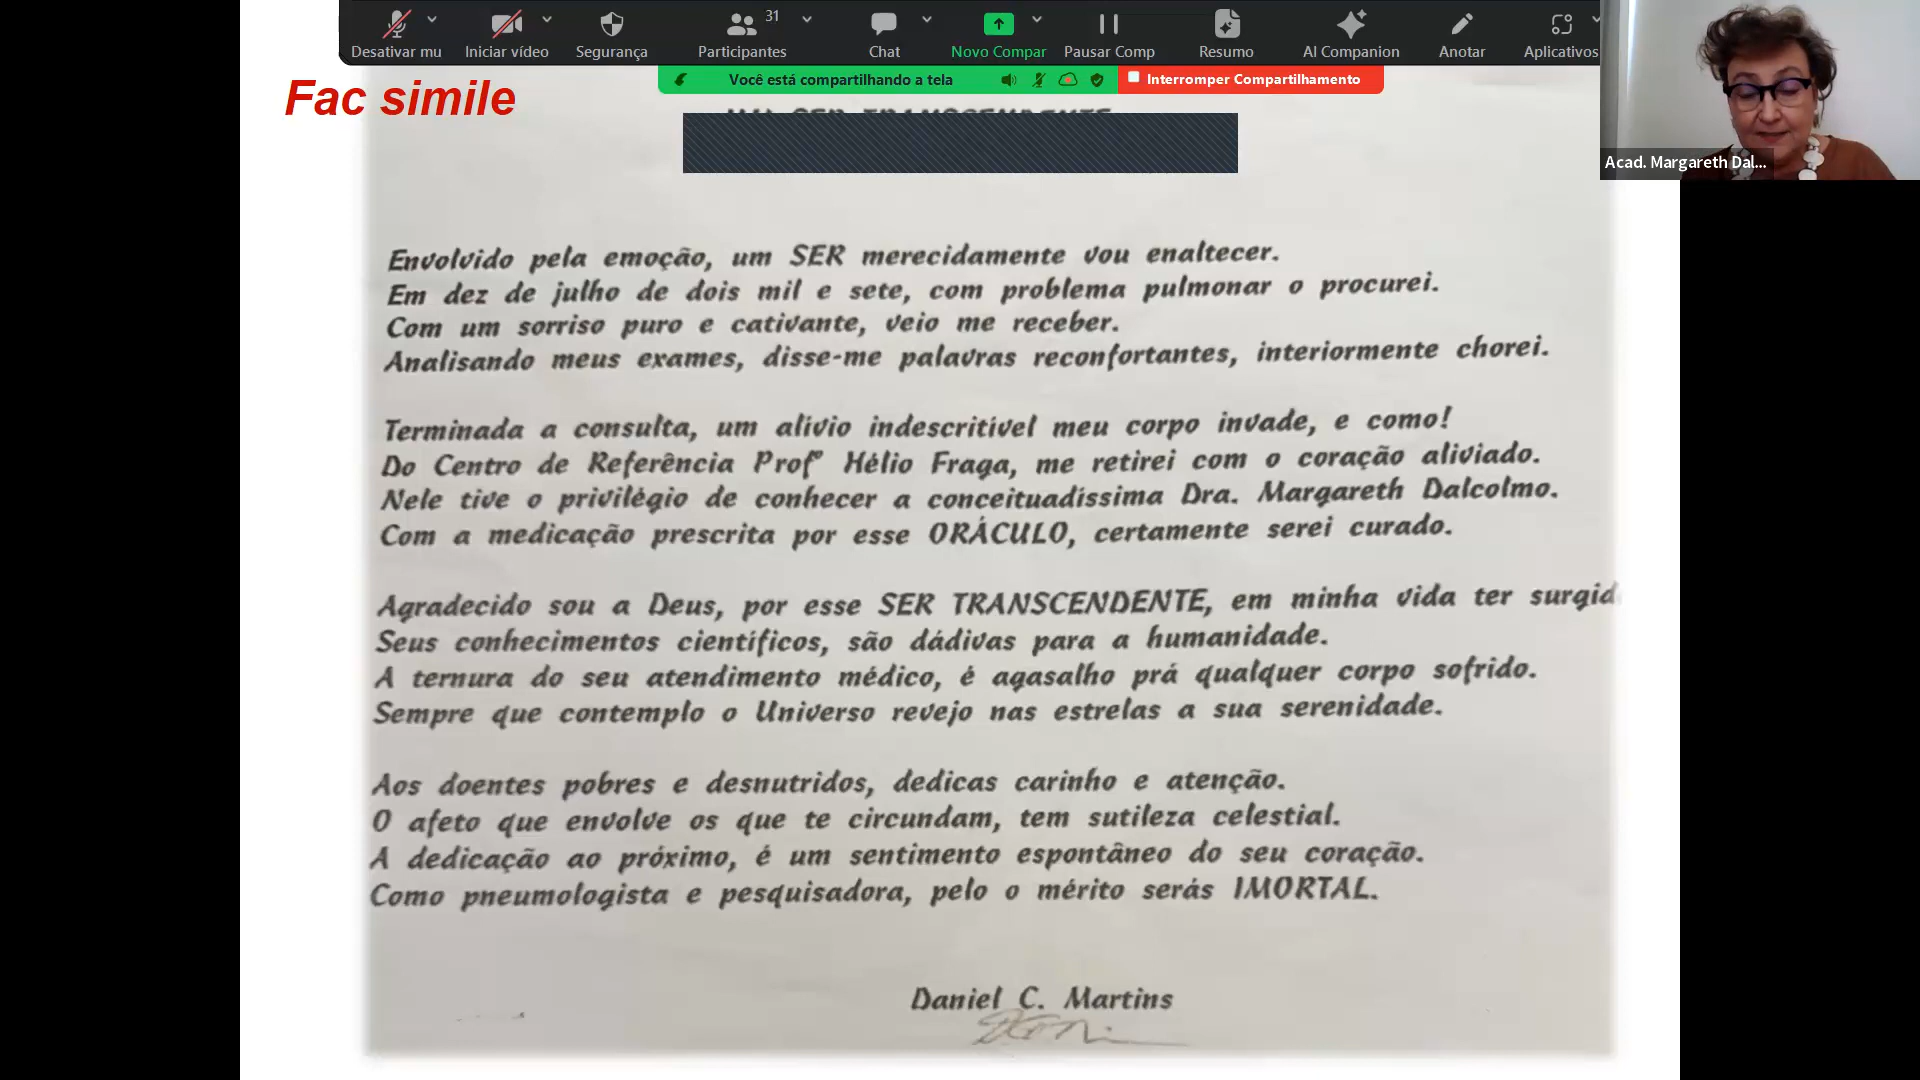 Desativar mu
Iniciar vídeo
Segurança
Participantes
31
Chat
Novo Compar
Pausar Comp
Resumo
AI Companion
Anotar
Aplicativos
Você está compartilhando a tela
Interromper Compartilhamento
Acad. Margareth Dal...
Fac simile
SER TRANSCENDENTE
Envolvido pela emoção, um SER merecidamente vou enaltecer.
Em dez de julho de dois mil e sete, com problema pulmonar o procurei.
Com um sorriso puro e cativante, veio me receber.
Analisando meus exames, disse-me palavras reconfortantes, interiormente chorei.
Terminada a consulta, um alívio indescritível meu corpo invade, e como!
Do Centro de Referência Profº Hélio Fraga, me retirei com o coração aliviado.
Nele tive o privilégio de conhecer a conceituadíssima Dra. Margareth Dalcolmo.
Com a medicação prescrita por esse ORÁCULO, certamente serei curado.
Agradecido sou a Deus, por esse SER TRANSCENDENTE, em minha vida ter surgid
Seus conhecimentos científicos, são dádivas para a humanidade.
A ternura do seu atendimento médico, é agasalho prá qualquer corpo sofrido.
Sempre que contemplo o Universo revejo nas estrelas a sua serenidade.
Aos doentes pobres e desnutridos, dedicas carinho e atenção.
O afeto que envolve os que te circundam, tem sutileza celestial.
A dedicação ao próximo, é um sentimento espontâneo do seu coração.
Como pneumologista e pesquisadora, pelo o mérito serás IMORTAL.
Daniel C. Martins